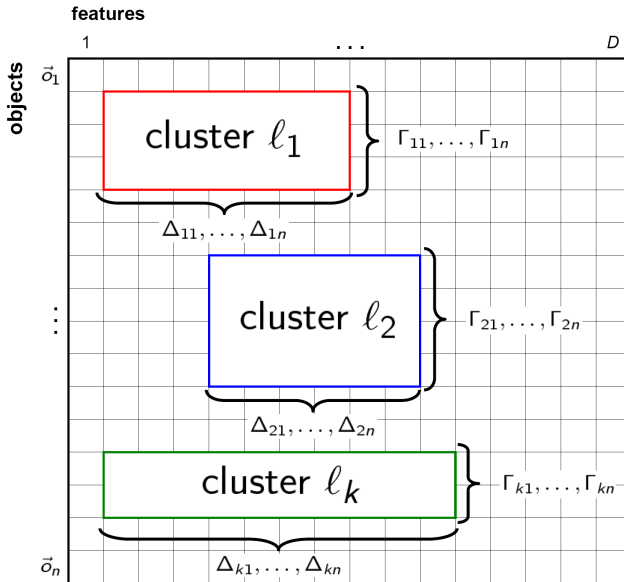 features
1 ... D
objects
o⃗₁
cluster ℓ₁
Γ₁₁,...,Γ₁ₙ
Δ₁₁,...,Δ₁ₙ
⋮
cluster ℓ₂
Γ₂₁,...,Γ₂ₙ
Δ₂₁,...,Δ₂ₙ
cluster ℓₖ
Γₖ₁,...,Γₖₙ
Δₖ₁,...,Δₖₙ
o⃗ₙ